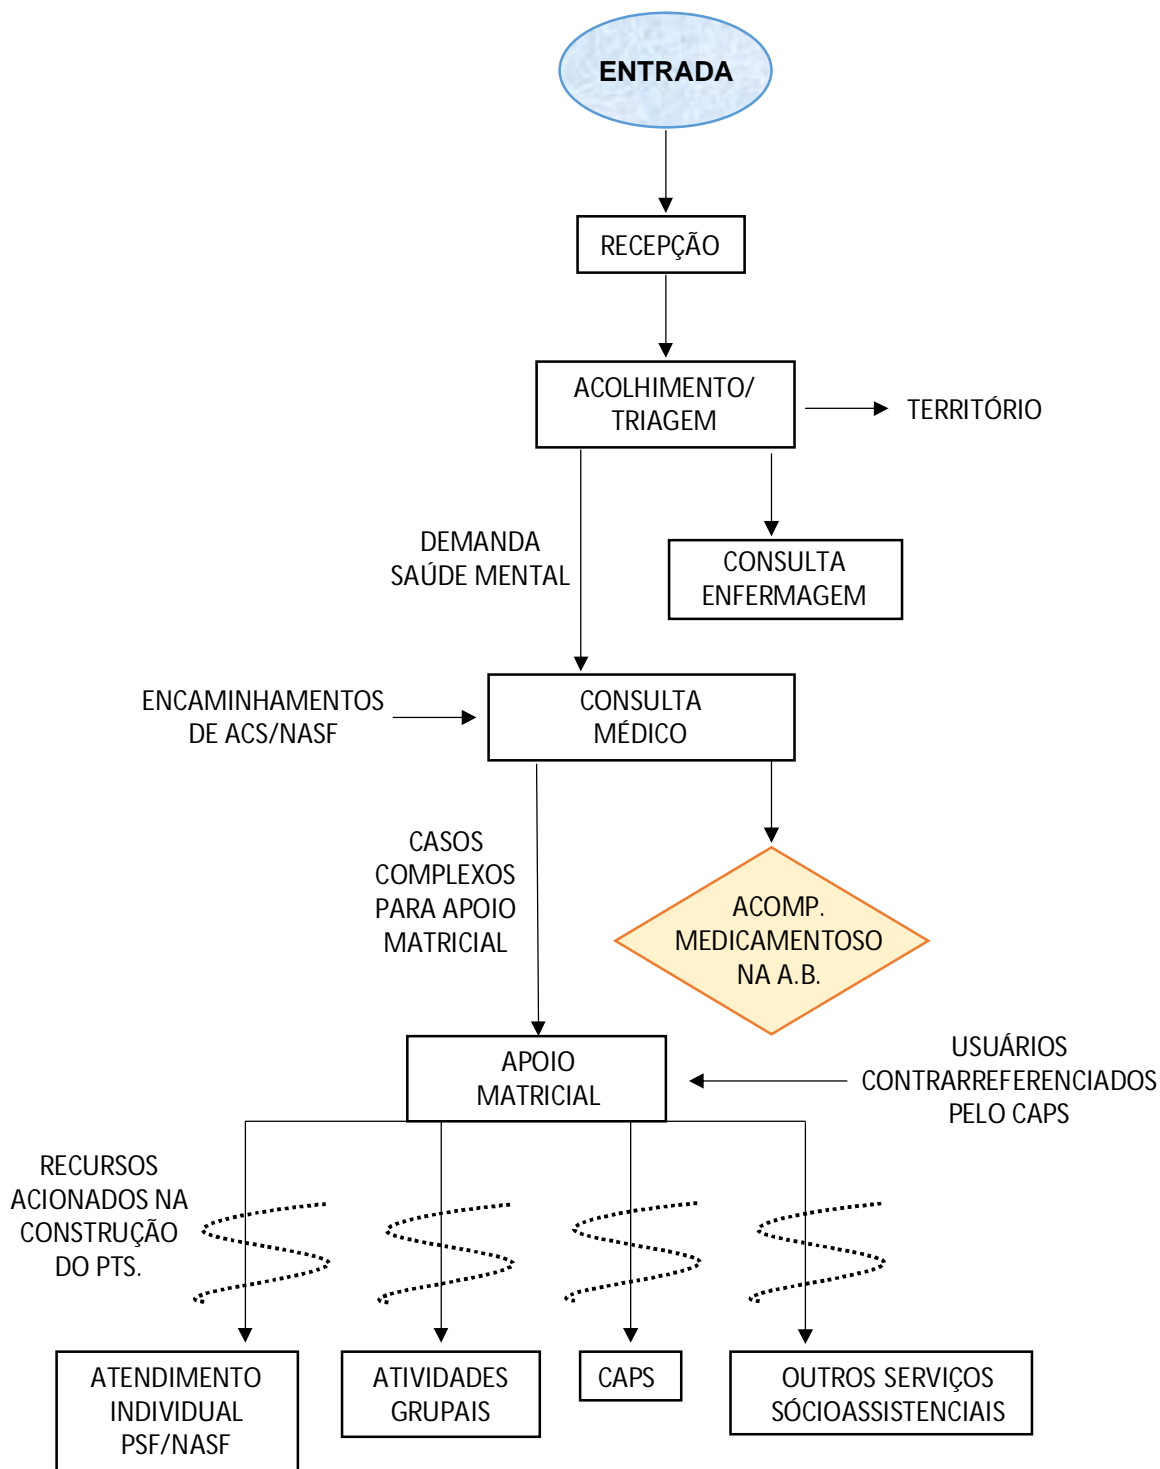 ENTRADA
RECEPÇÃO
ACOLHIMENTO/
TRIAGEM
TERRITÓRIO
DEMANDA
SAÚDE MENTAL
CONSULTA
ENFERMAGEM
ENCAMINHAMENTOS
DE ACS/NASF
CONSULTA
MÉDICO
CASOS
COMPLEXOS
PARA APOIO
MATRICIAL
ACOMP.
MEDICAMENTOSO
NA A.B.
APOIO
MATRICIAL
USUÁRIOS
CONTRARREFERENCIADOS
PELO CAPS
RECURSOS
ACIONADOS NA
CONSTRUÇÃO
DO PTS.
ATENDIMENTO
INDIVIDUAL
PSF/NASF
ATIVIDADES
GRUPAIS
CAPS
OUTROS SERVIÇOS
SÓCIOASSISTENCIAIS